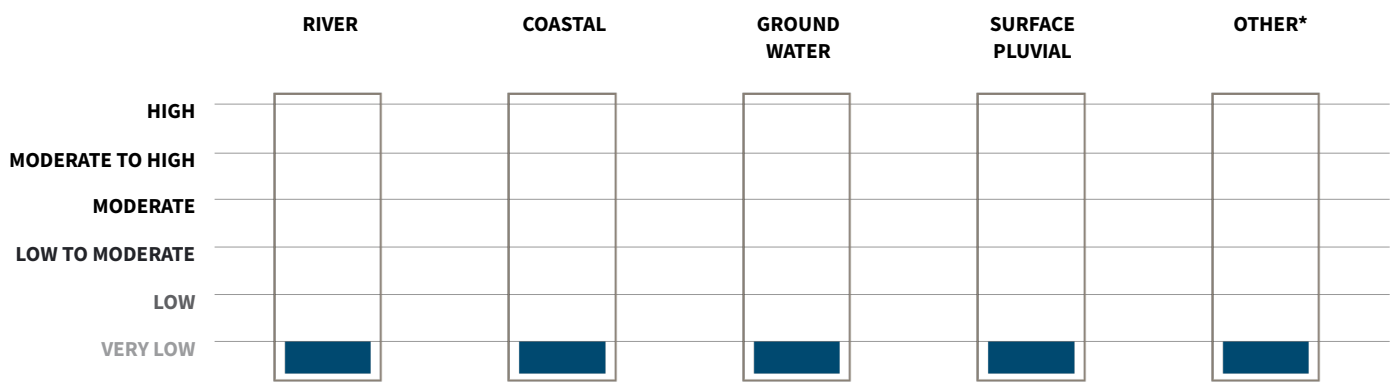 RIVER
COASTAL
GROUND
WATER
SURFACE
PLUVIAL
OTHER*
HIGH
MODERATE TO HIGH
MODERATE
LOW TO MODERATE
LOW
VERY LOW